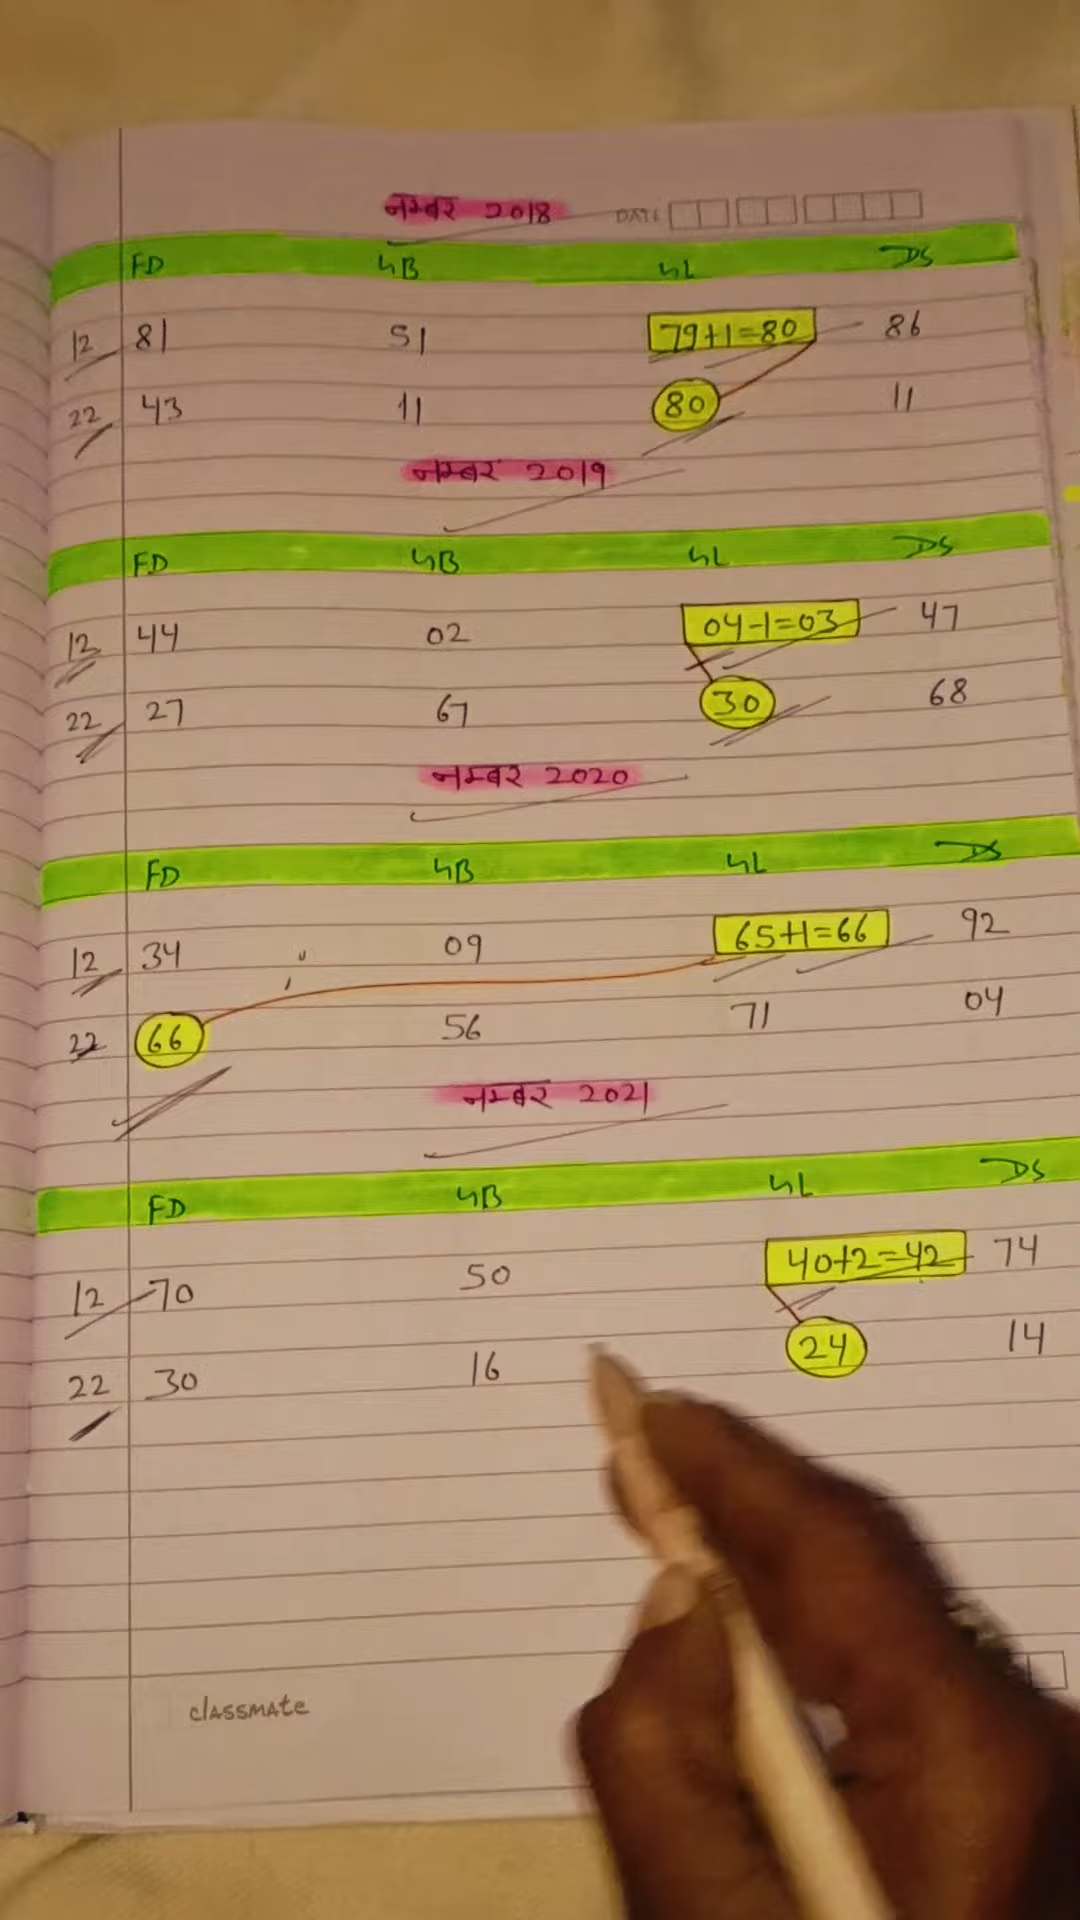 नम्बर 2018 DATE
FD GB GL DS
12 81 51 79+1=80 86
22 43 11 80 11
नम्बर 2019
FD GB GL DS
12 44 02 04-1=03 47
22 27 67 30 68
नम्बर 2020
FD GB GL DS
12 34 09 65+1=66 92
22 66 56 71 04
नम्बर 2021
FD GB GL DS
12 70 50 40+2=42 74
22 30 16 24 14
classmate